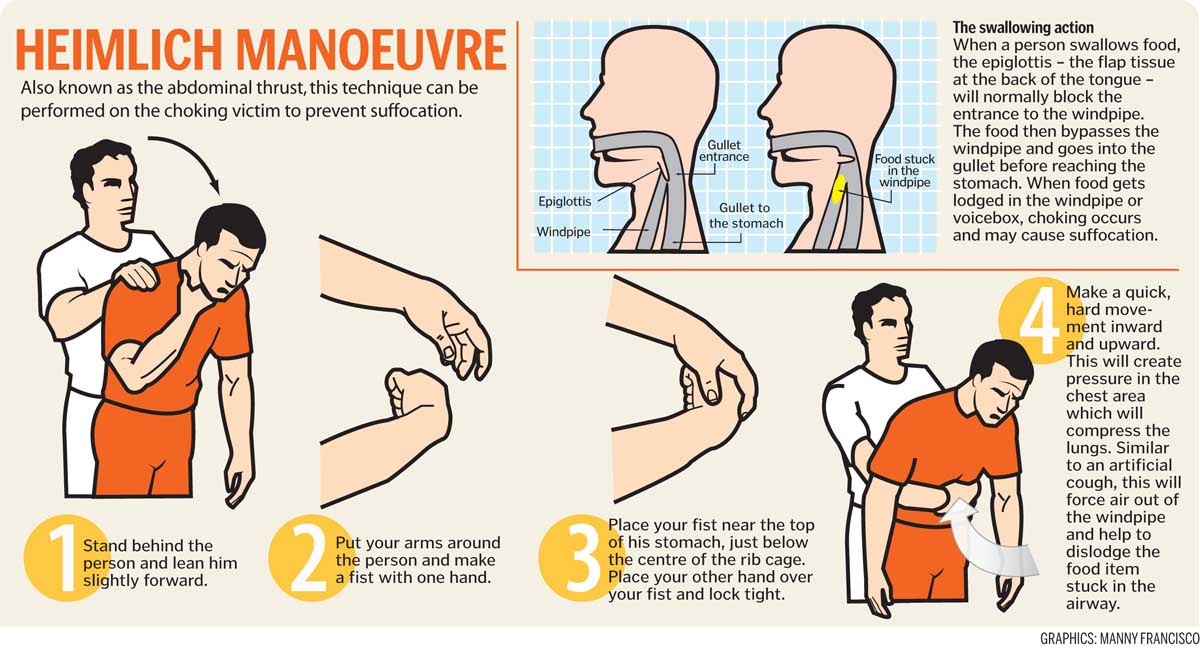 HEIMLICH MANOEUVRE
Also known as the abdominal thrust, this technique can be
performed on the choking victim to prevent suffocation.
Gullet
entrance
Epiglottis
Windpipe
Gullet to
the stomach
Food stuck
in the
windpipe
The swallowing action
When a person swallows food,
the epiglottis – the flap tissue
at the back of the tongue –
will normally block the
entrance to the windpipe.
The food then bypasses the
windpipe and goes into the
gullet before reaching the
stomach. When food gets
lodged in the windpipe or
voicebox, choking occurs
and may cause suffocation.
1
Stand behind the
person and lean him
slightly forward.
2
Put your arms around
the person and make
a fist with one hand.
3
Place your fist near the top
of his stomach, just below
the centre of the rib cage.
Place your other hand over
your fist and lock tight.
4
Make a quick,
hard move-
ment inward
and upward.
This will create
pressure in the
chest area
which will
compress the
lungs. Similar
to an artificial
cough, this will
force air out of
the windpipe
and help to
dislodge the
food item
stuck in the
airway.
GRAPHICS: MANNY FRANCISCO